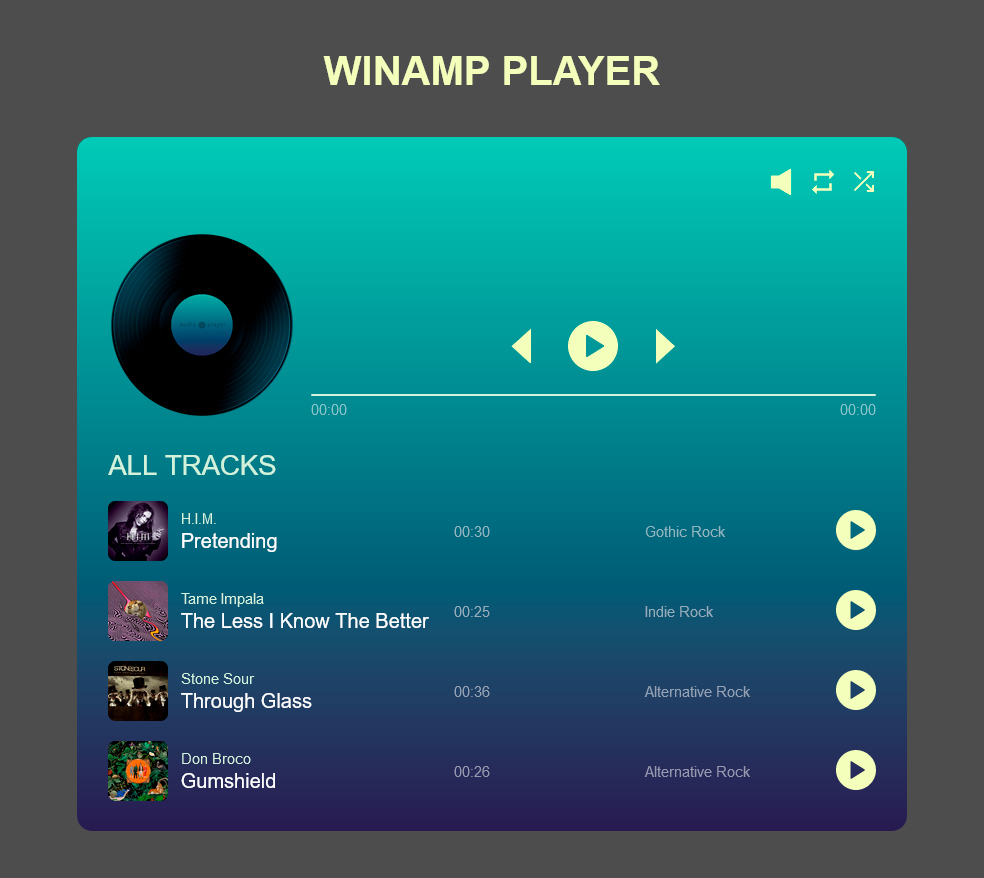 WINAMP PLAYER
00:00
00:00
ALL TRACKS
H.I.M.
Pretending
00:30
Gothic Rock
Tame Impala
The Less I Know The Better
00:25
Indie Rock
STONESOUR
Stone Sour
Through Glass
00:36
Alternative Rock
Don Broco
Gumshield
00:26
Alternative Rock